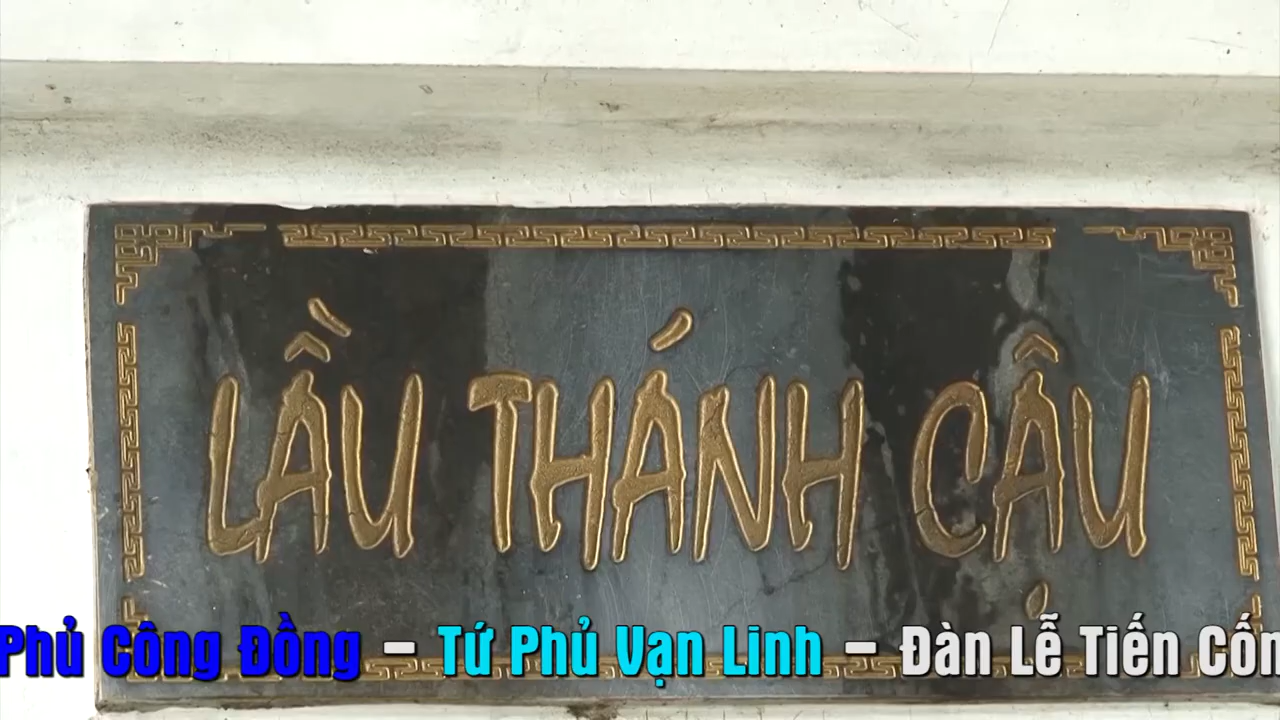 LẦU THÁNH CẬU
Phủ Công Đồng – Tứ Phủ Vạn Linh – Đàn Lễ Tiến